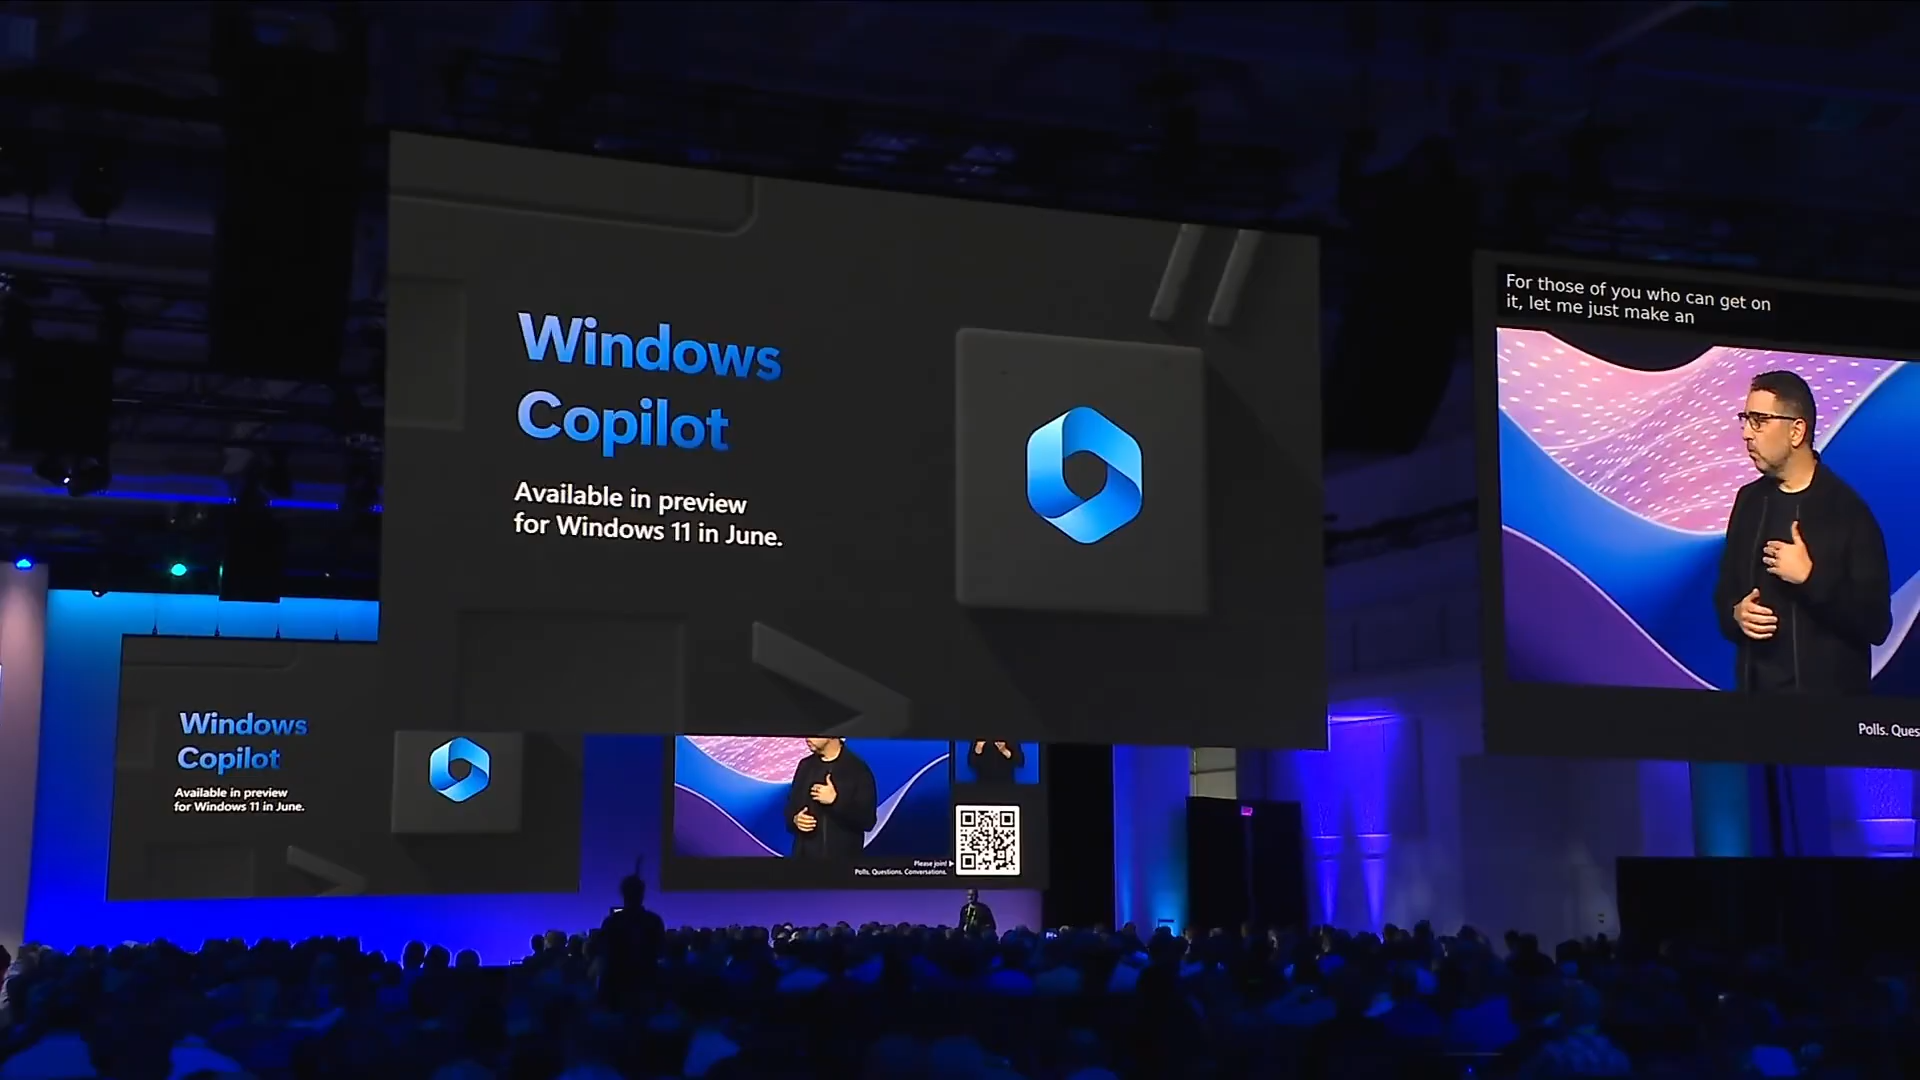 Windows
Copilot
Available in preview
for Windows 11 in June.
For those of you who can get on
it, let me just make an
Polls. Ques
Windows
Copilot
Available in preview
for Windows 11 in June.
Please join!
Polls. Questions. Conversations.